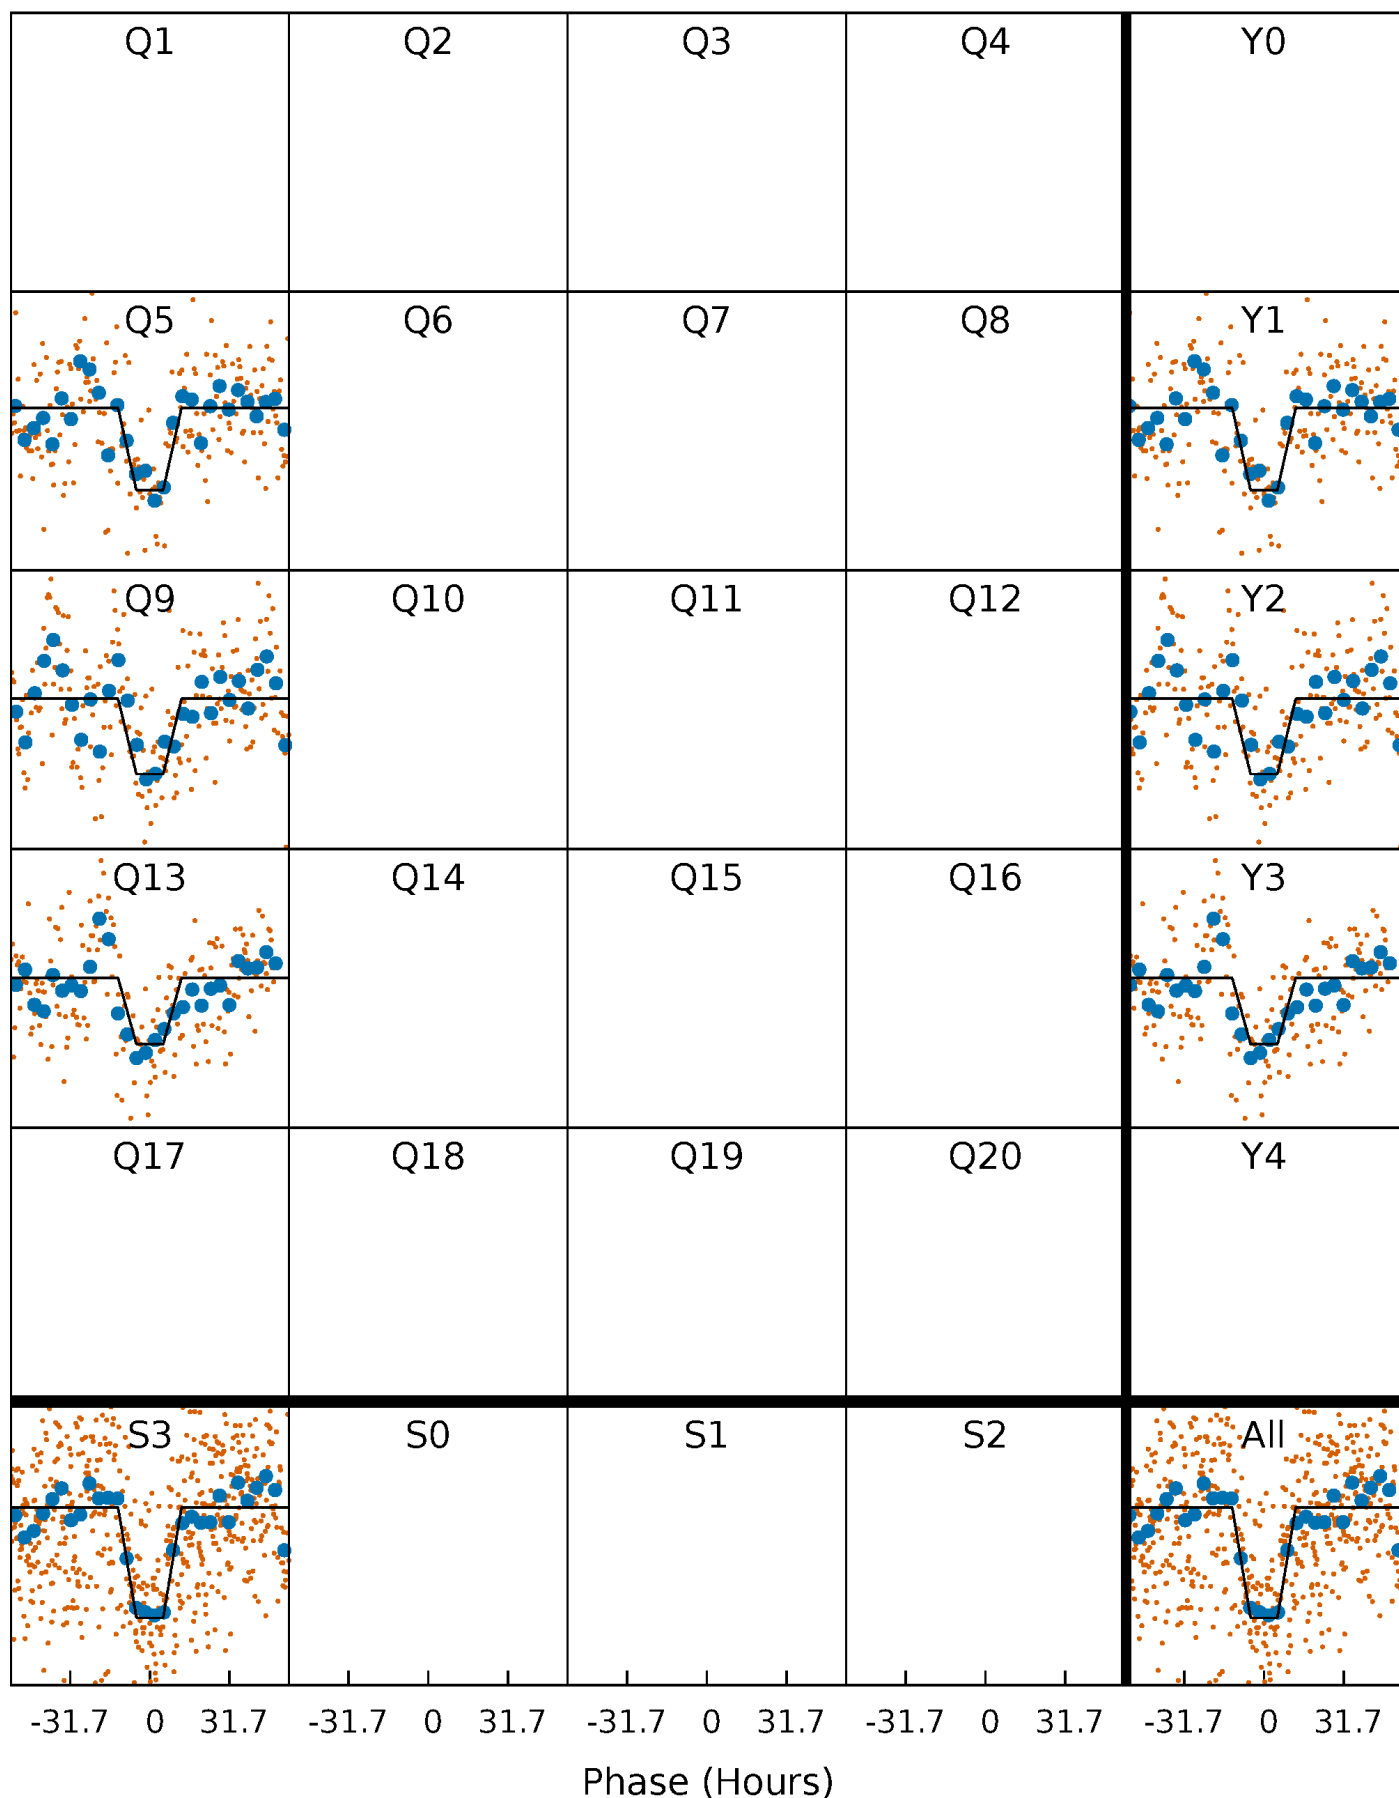 Q1 Q2 Q3 Q4 Y0
Q5 Q6 Q7 Q8 Y1
Q9 Q10 Q11 Q12 Y2
Q13 Q14 Q15 Q16 Y3
Q17 Q18 Q19 Q20 Y4
S3 S0 S1 S2 All
-31.7 0 31.7 -31.7 0 31.7 -31.7 0 31.7 -31.7 0 31.7 -31.7 0 31.7
Phase (Hours)